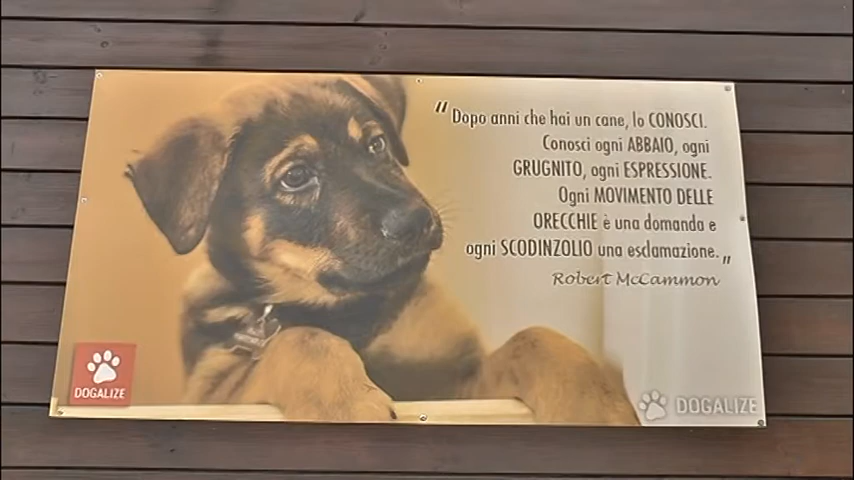 " Dopo anni che hai un cane, lo CONOSCI.
Conosci ogni ABBAIO, ogni
GRUGNITO, ogni ESPRESSIONE.
Ogni MOVIMENTO DELLE
ORECCHIE è una domanda e
ogni SCODINZOLIO una esclamazione. "
Robert McCammon
DOGALIZE
DOGALIZE